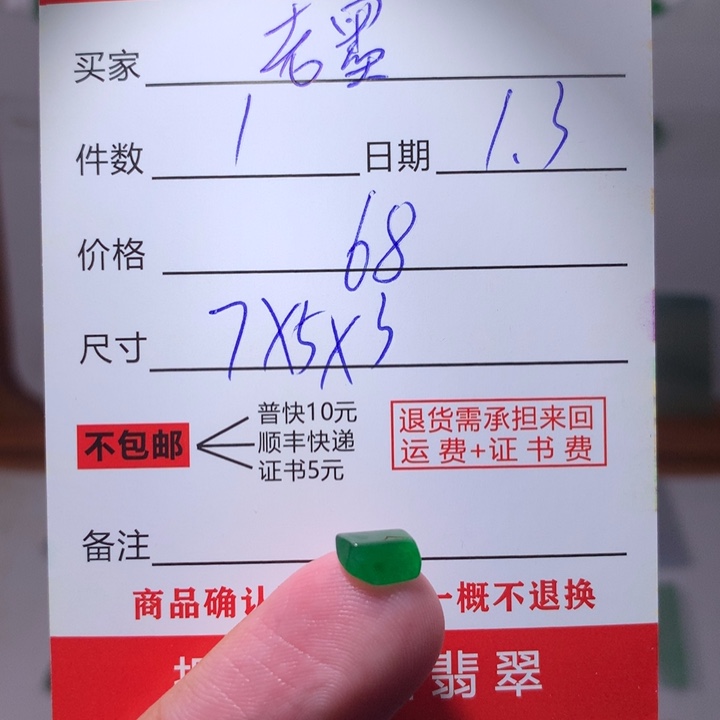 买家 老墨
件数 1 日期 1.3
价格 68
尺寸 7X5X3
不包邮
普快10元
顺丰快递
证书5元
退货需承担来回
运费+证书费
备注
商品确认 一概不退换
翡翠